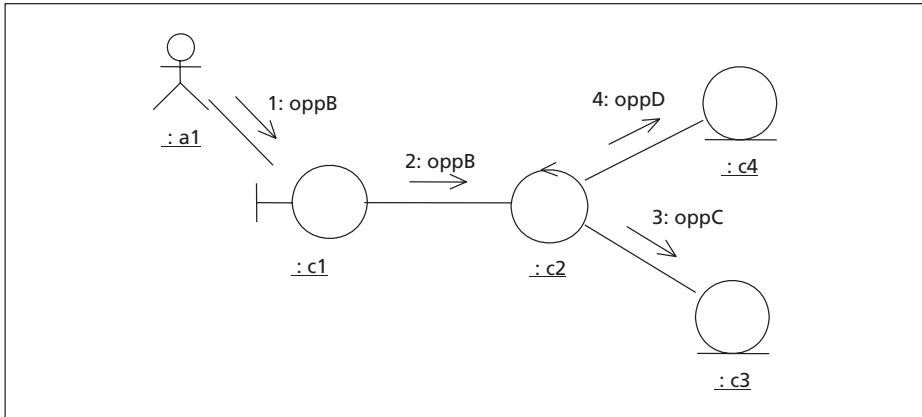 1: oppB
: a1
2: oppB
4: oppD
: c4
3: oppC
: c1
: c2
: c3